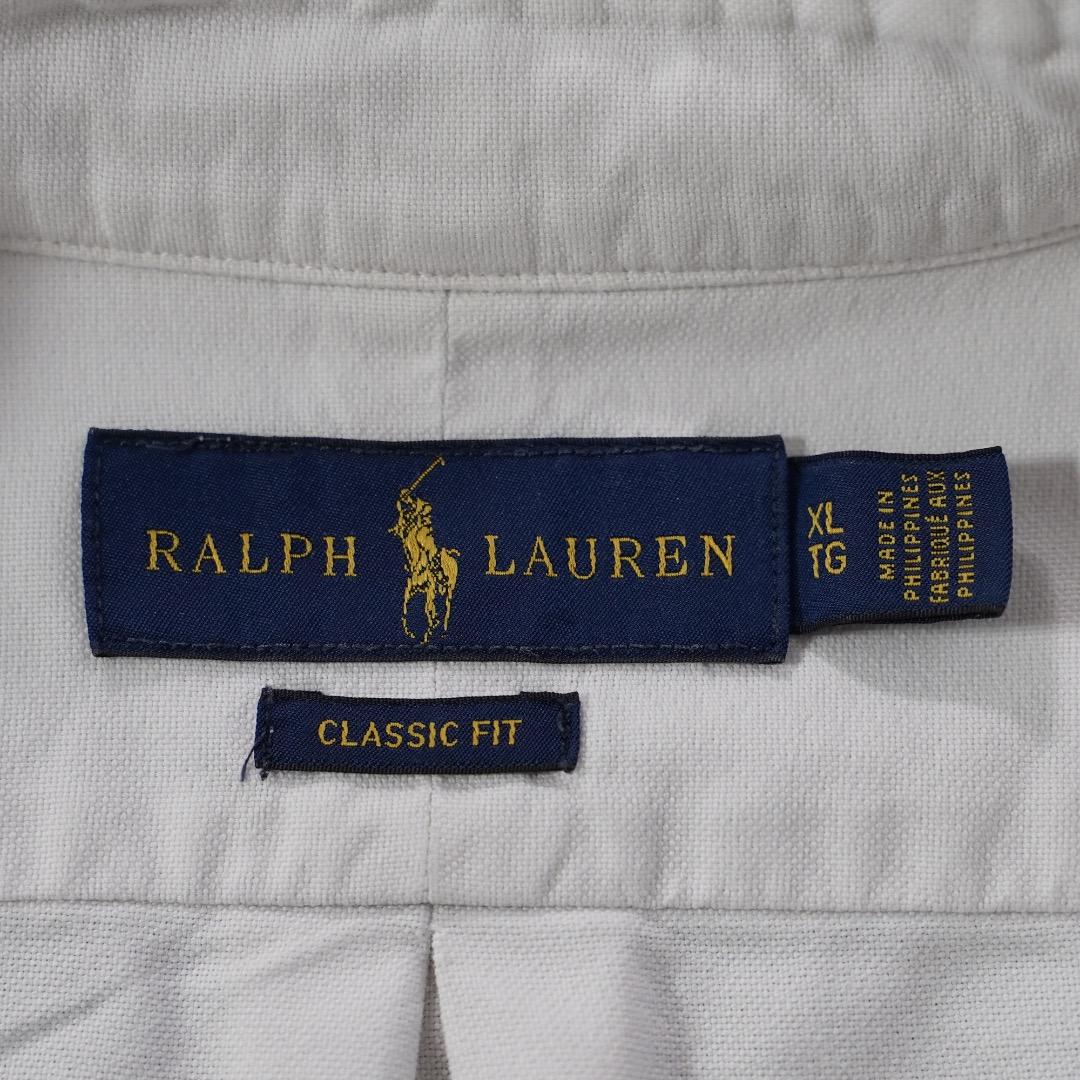 RALPH LAUREN
XL
TG
MADE IN
PHILIPPINES
FABRIQUÉ AUX
PHILIPPINES
CLASSIC FIT